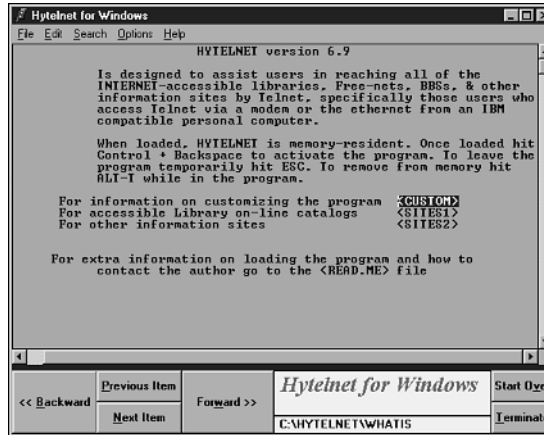 Hytelnet for Windows
File Edit Search Options Help
HYTELNET version 6.9
Is designed to assist users in reaching all of the
INTERNET-accessible libraries, Free-nets, BBSs, & other
information sites by Telnet, specifically those users who
access Telnet via a modem or the ethernet from an IBM
compatible personal computer.
When loaded, HYTELNET is memory-resident. Once loaded hit
Control + Backspace to activate the program. To leave the
program temporarily hit ESC. To remove from memory hit
ALT-T while in the program.
For information on customizing the program <CUSTOM>
For accessible Library on-line catalogs <SITES1>
For other information sites <SITES2>
For extra information on loading the program and how to
contact the author go to the <READ.ME> file
<< Backward
Previous Item
Next Item
Forward >>
Hytelnet for Windows
C:\HYTELNET\WHATIS
Start Ove
Terminat